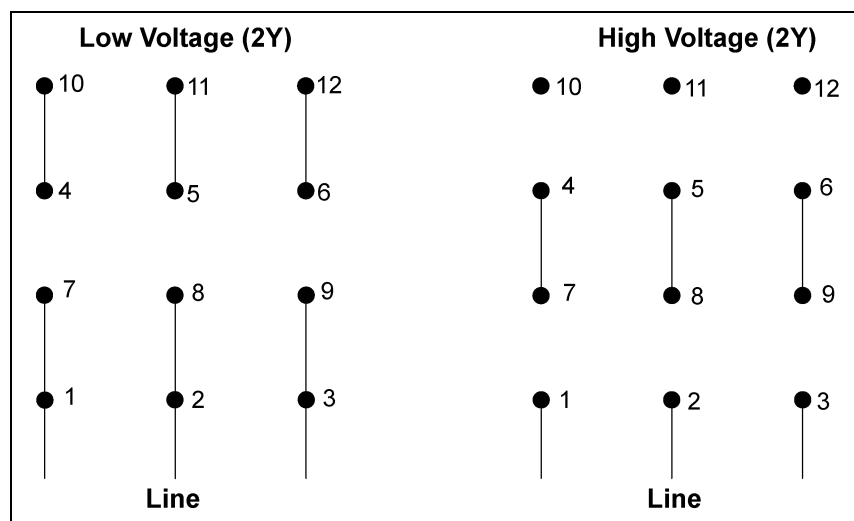 Low Voltage (2Y) High Voltage (2Y)
10 11 12 10 11 12
4 5 6 4 5 6
7 8 9 7 8 9
1 2 3 1 2 3
Line Line